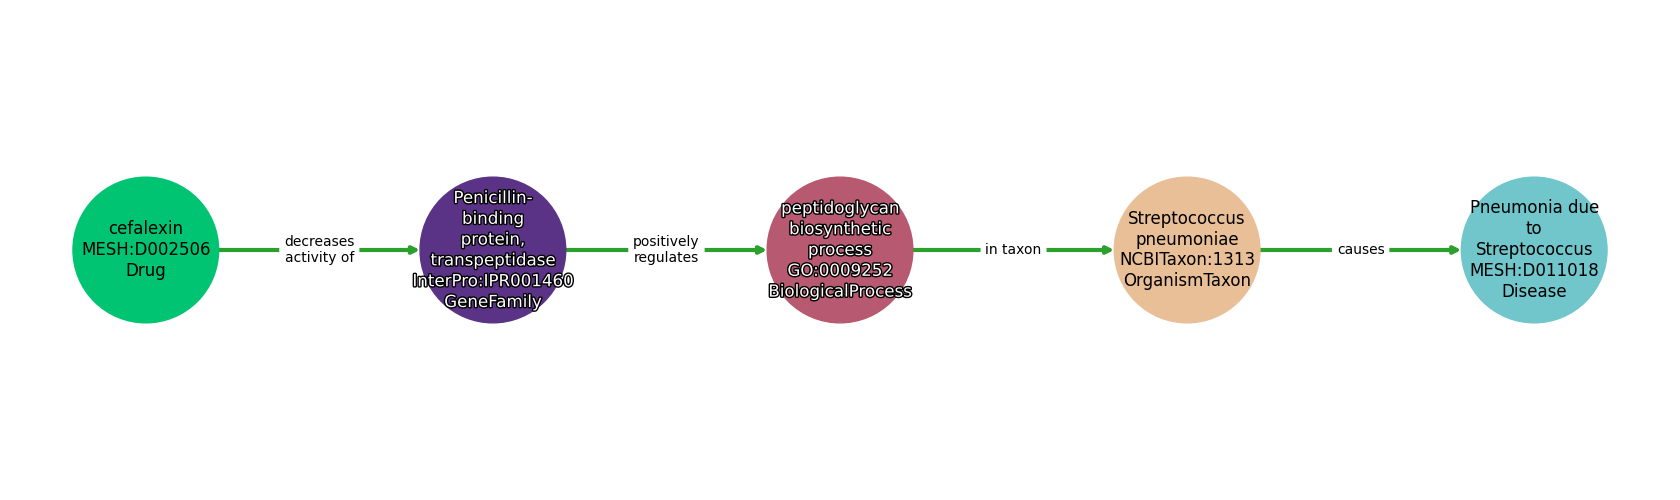 cefalexin
MESH:D002506
Drug
decreases
activity of
Penicillin-
binding
protein,
transpeptidase
InterPro:IPR001460
GeneFamily
positively
regulates
peptidoglycan
biosynthetic
process
GO:0009252
BiologicalProcess
in taxon
Streptococcus
pneumoniae
NCBITaxon:1313
OrganismTaxon
causes
Pneumonia due
to
Streptococcus
MESH:D011018
Disease